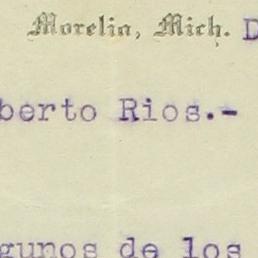 Morelia, Mich. D
berto Rios.-
gunos de los